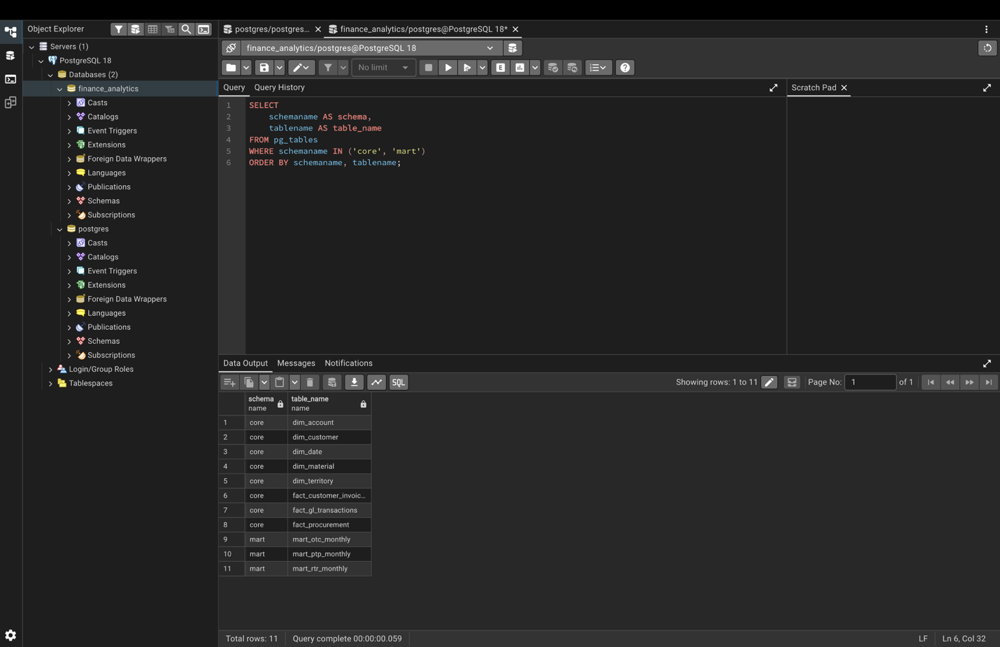 Object Explorer
Servers (1)
PostgreSQL 18
Databases (2)
finance_analytics
Casts
Catalogs
Event Triggers
Extensions
Foreign Data Wrappers
Languages
Publications
Schemas
Subscriptions
postgres
Casts
Catalogs
Event Triggers
Extensions
Foreign Data Wrappers
Languages
Publications
Schemas
Subscriptions
Login/Group Roles
Tablespaces
postgres/postgres... finance_analytics/postgres@PostgreSQL 18*
finance_analytics/postgres@PostgreSQL 18
No limit E
Query Query History Scratch Pad
1 SELECT
2 schemaname AS schema,
3 tablename AS table_name
4 FROM pg_tables
5 WHERE schemaname IN ('core', 'mart')
6 ORDER BY schemaname, tablename;
Data Output Messages Notifications
SQL Showing rows: 1 to 11 Page No: 1 of 1
schema table_name
name name
1 core dim_account
2 core dim_customer
3 core dim_date
4 core dim_material
5 core dim_territory
6 core fact_customer_invoic...
7 core fact_gl_transactions
8 core fact_procurement
9 mart mart_otc_monthly
10 mart mart_ptp_monthly
11 mart mart_rtr_monthly
Total rows: 11 Query complete 00:00:00.059 LF Ln 6, Col 32